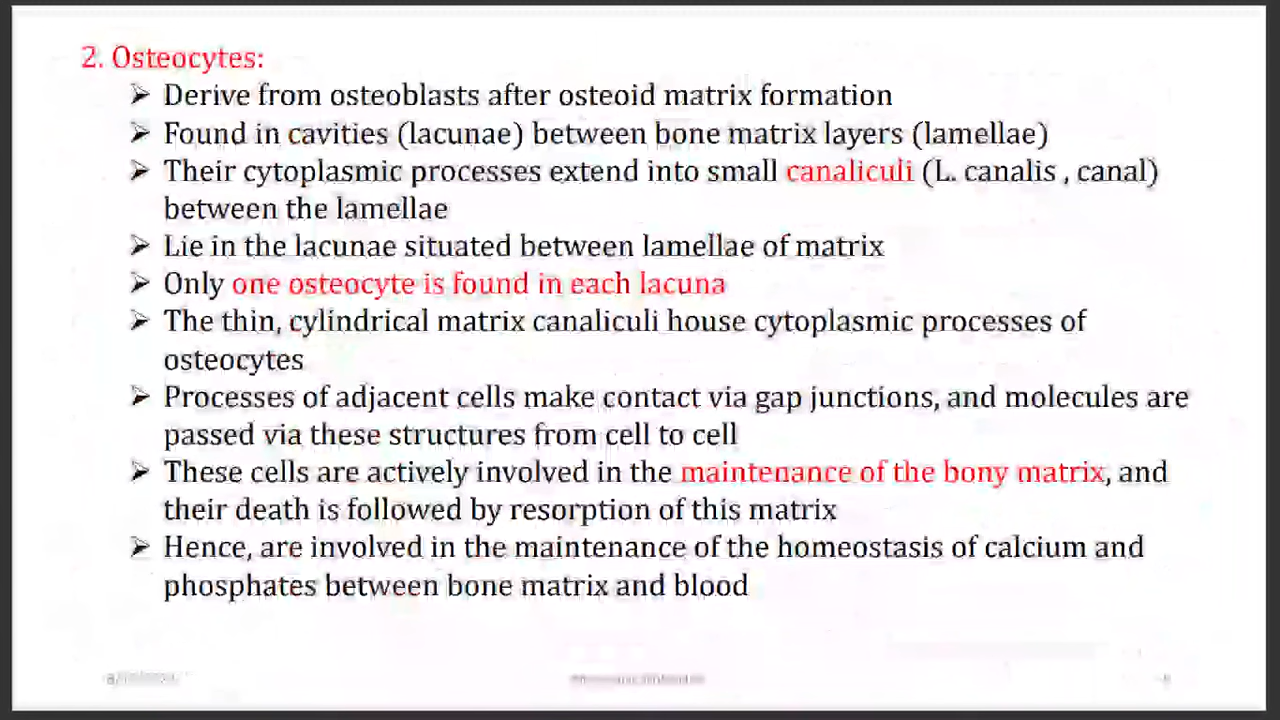 2. Osteocytes:
➢ Derive from osteoblasts after osteoid matrix formation
➢ Found in cavities (lacunae) between bone matrix layers (lamellae)
➢ Their cytoplasmic processes extend into small canaliculi (L. canalis , canal)
between the lamellae
➢ Lie in the lacunae situated between lamellae of matrix
➢ Only one osteocyte is found in each lacuna
➢ The thin, cylindrical matrix canaliculi house cytoplasmic processes of
osteocytes
➢ Processes of adjacent cells make contact via gap junctions, and molecules are
passed via these structures from cell to cell
➢ These cells are actively involved in the maintenance of the bony matrix, and
their death is followed by resorption of this matrix
➢ Hence, are involved in the maintenance of the homeostasis of calcium and
phosphates between bone matrix and blood